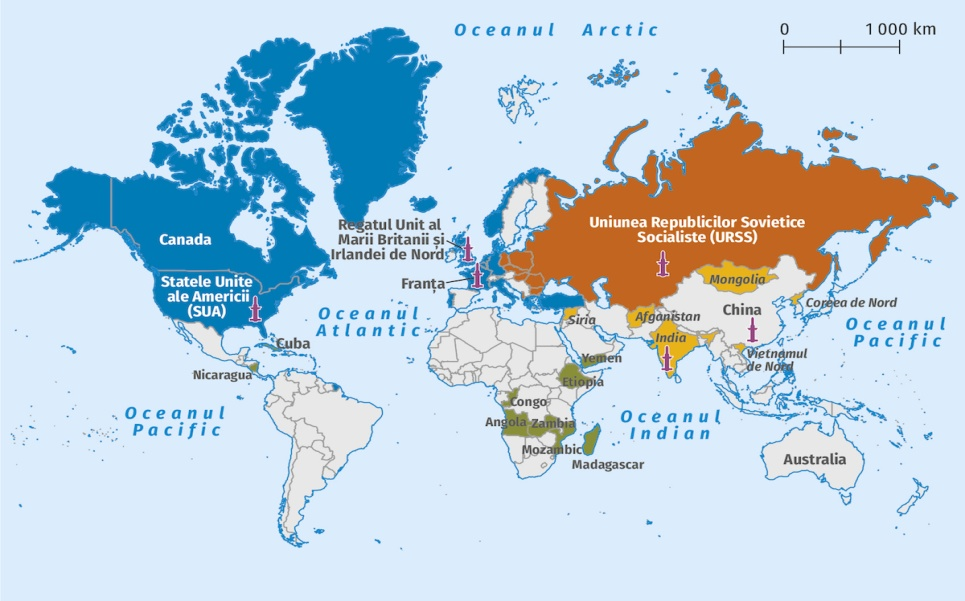 Oceanul Arctic
0 1 000 km
Regatul Unit al
Marii Britanii și
Irlandei de Nord
Uniunea Republicilor Sovietice
Socialiste (URSS)
Canada
Statele Unite
ale Americii
(SUA)
Franța
Mongolia
Oceanul
Atlantic
Siria
Afganistan
China
Coreea de Nord
India
Oceanul
Pacific
Cuba
Nicaragua
Yemen
Vietnamul
de Nord
Etiopia
Congo
Oceanul
Pacific
Angola
Zambia
Oceanul
Indian
Mozambic
Madagascar
Australia